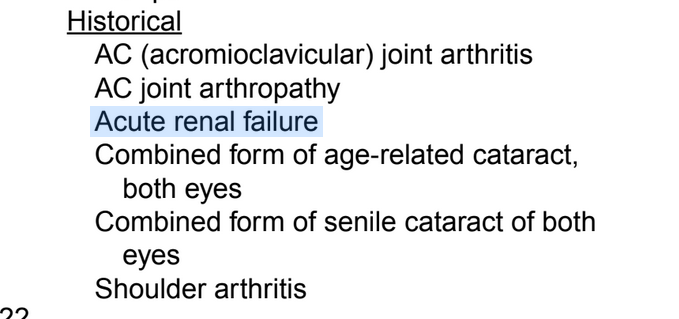 Historical
AC (acromioclavicular) joint arthritis
AC joint arthropathy
Acute renal failure
Combined form of age-related cataract,
both eyes
Combined form of senile cataract of both
eyes
Shoulder arthritis
22